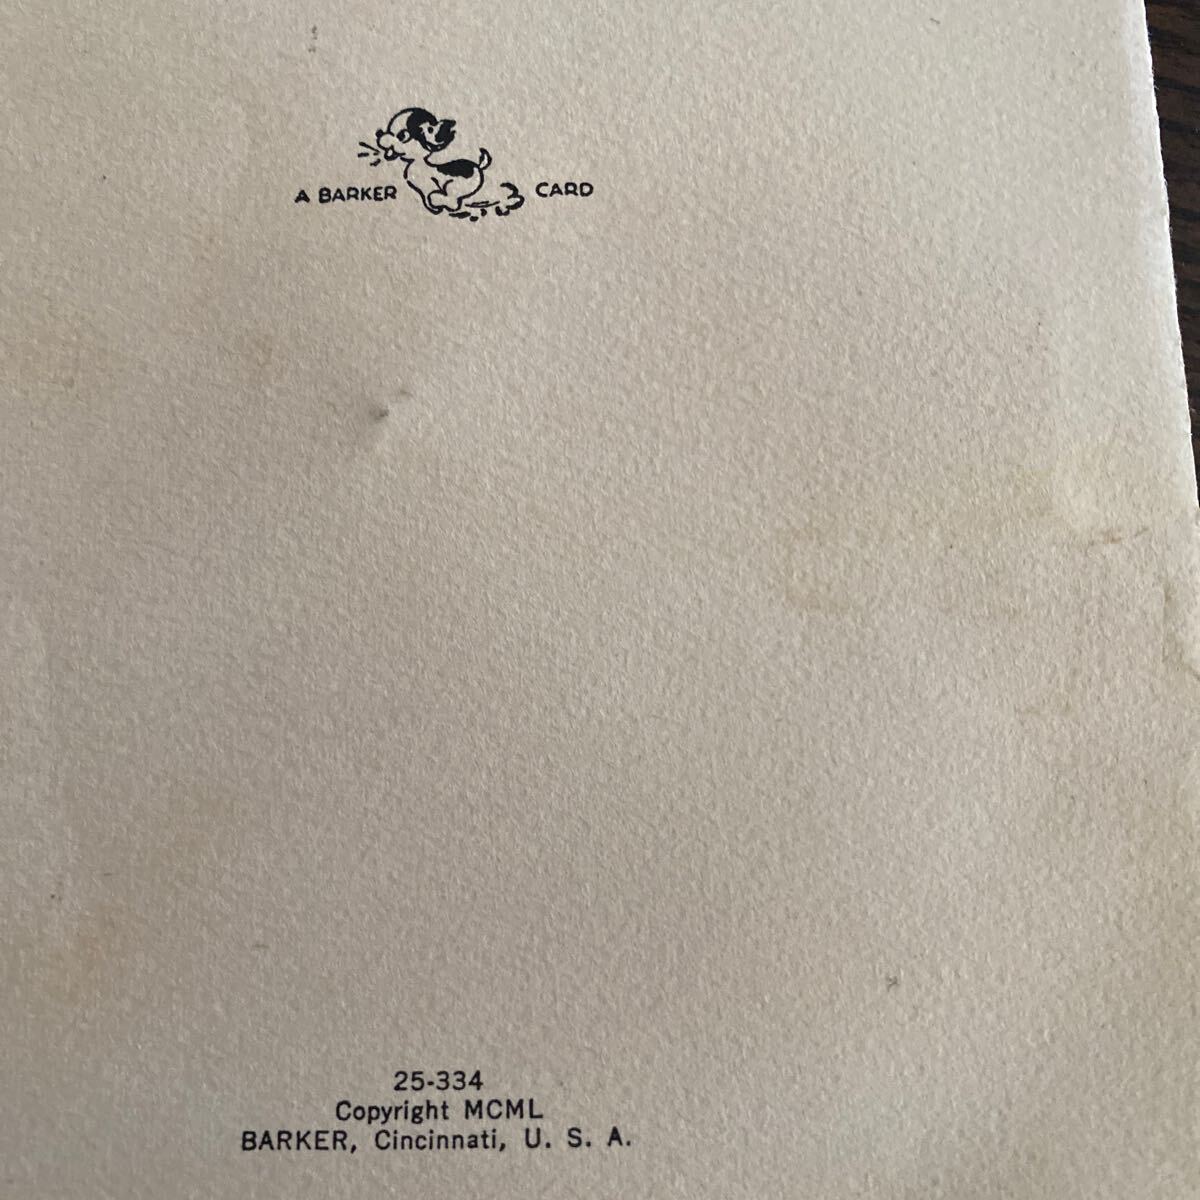 A BARKER CARD
25-334
Copyright MCML
BARKER, Cincinnati, U. S. A.